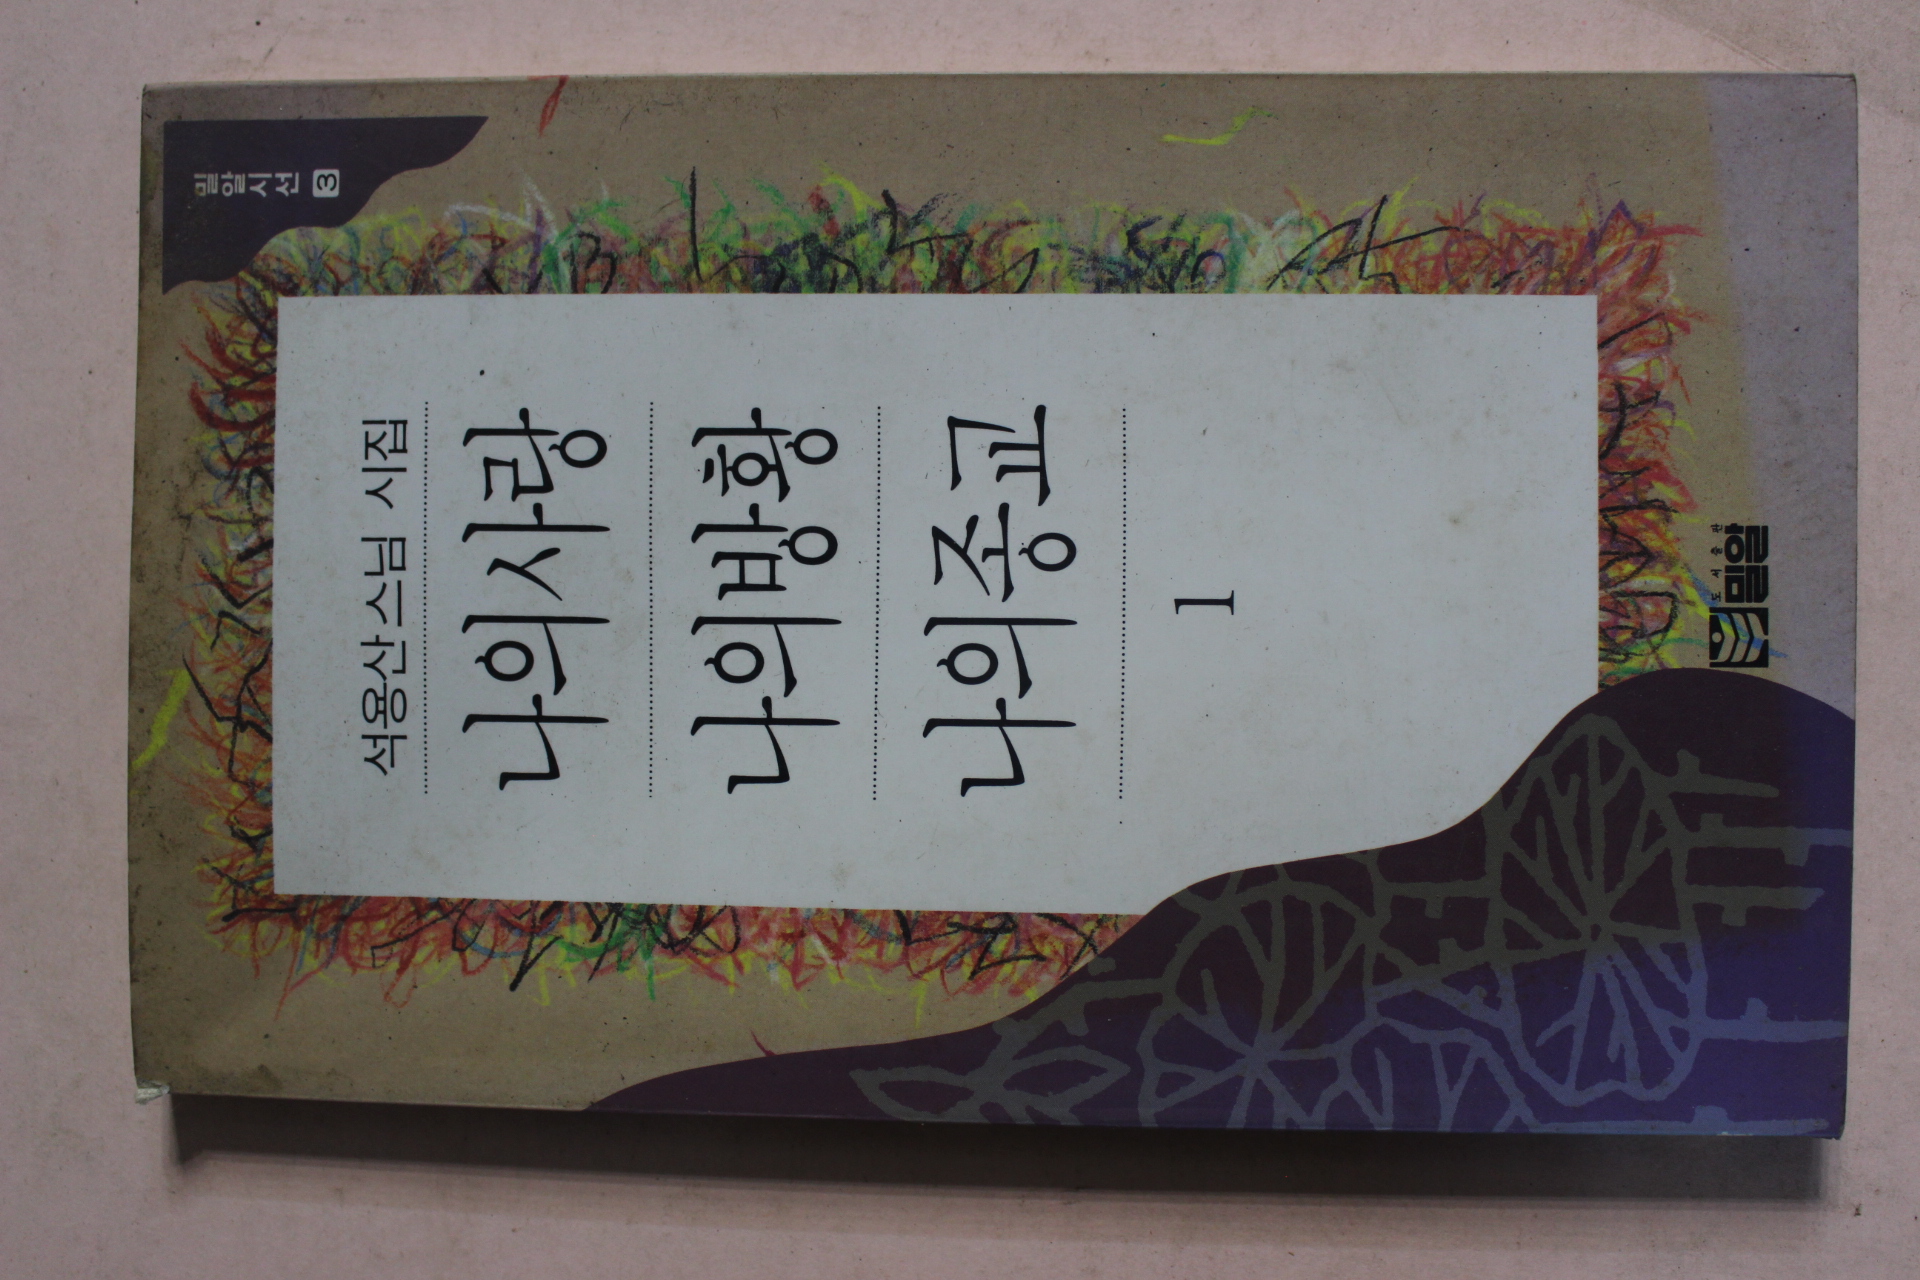 밀알시선 3
석용산 스님 시집
나의 사랑
나의 방황
나의 종교
1
도서출판
밀알